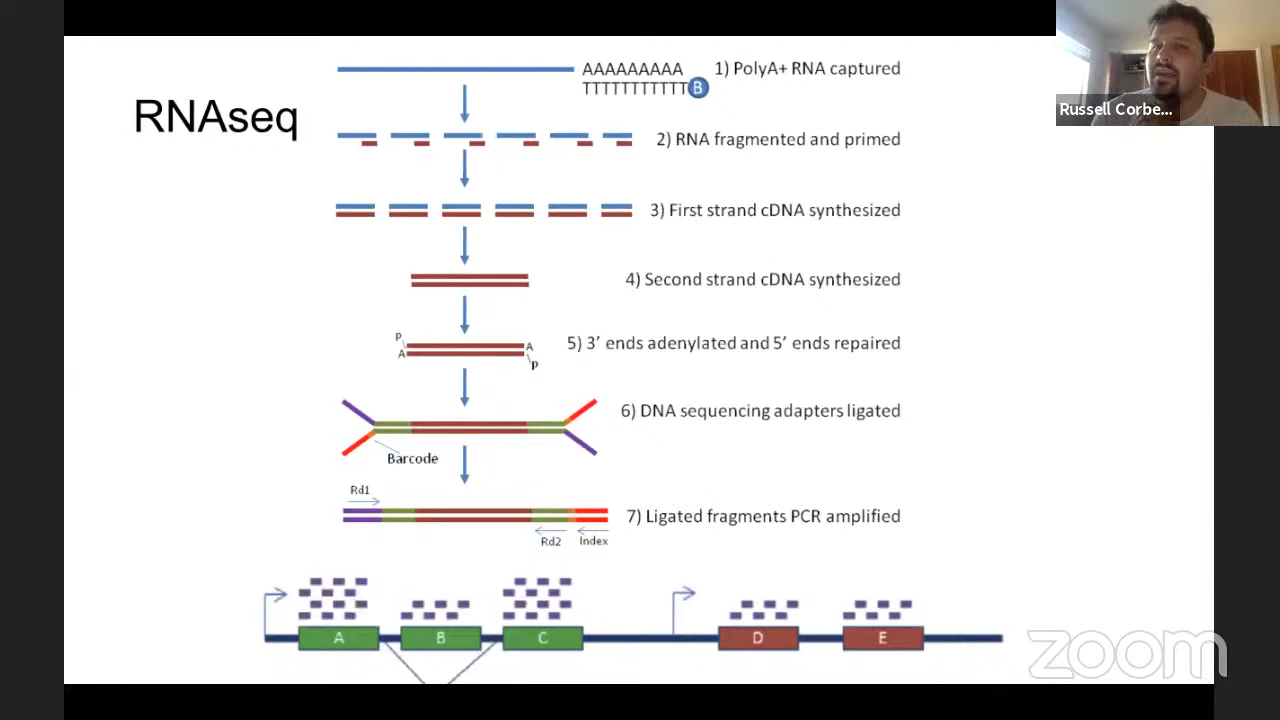 AAAAAAAAA
1) PolyA+ RNA captured
TTTTTTTTTTT B
RNAseq
Russell Corbe...
2) RNA fragmented and primed
3) First strand cDNA synthesized
4) Second strand cDNA synthesized
p
A
A
p
5) 3’ ends adenylated and 5’ ends repaired
6) DNA sequencing adapters ligated
Barcode
Rd1
7) Ligated fragments PCR amplified
Rd2
Index
A B C D E
zoom